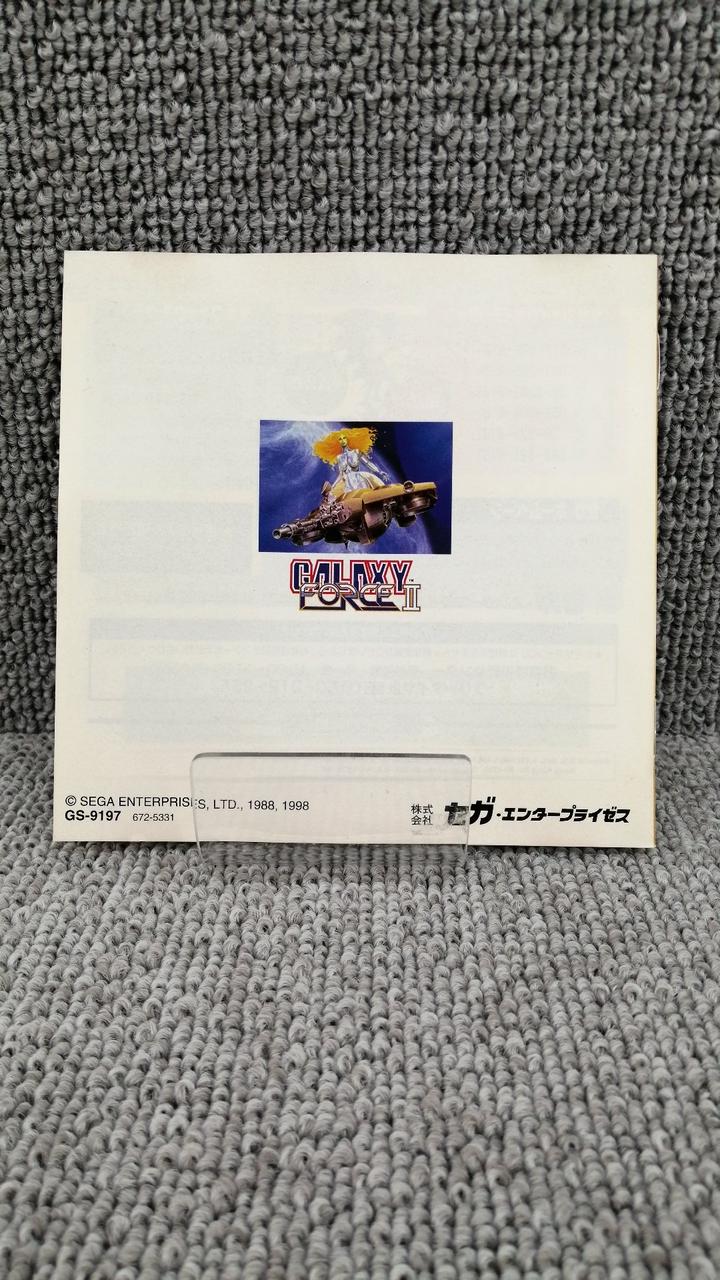 GALAXY™
FORCE II
© SEGA ENTERPRISES, LTD., 1988, 1998
GS-9197 672-5331
株式
会社 セガ・エンタープライゼス